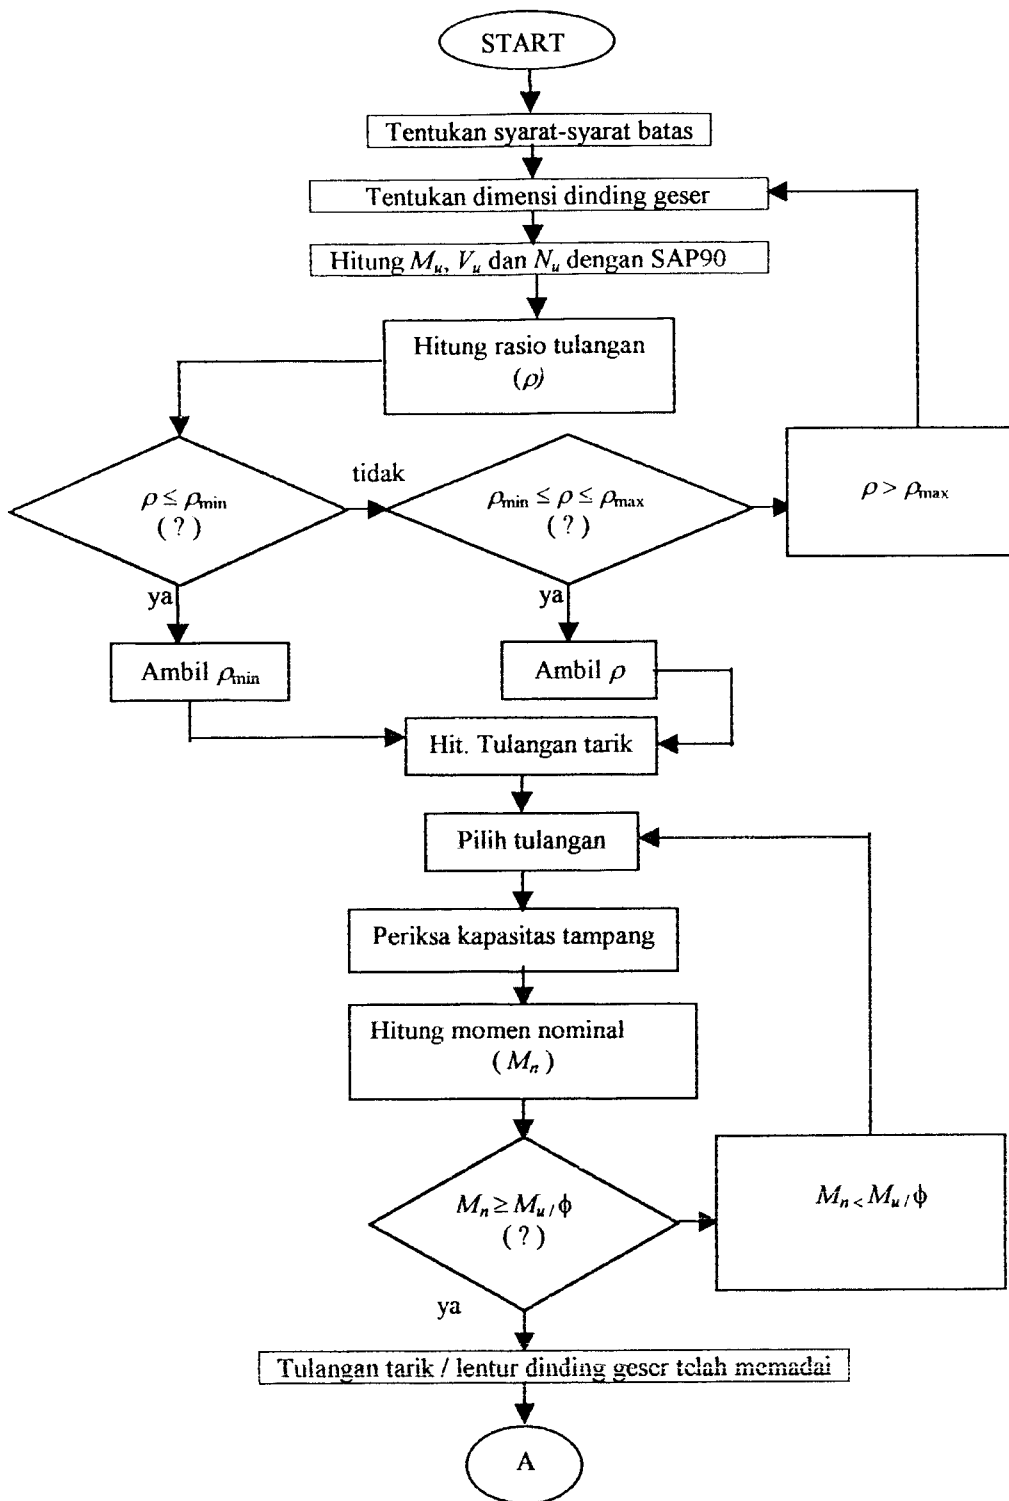 START
Tentukan syarat-syarat batas
Tentukan dimensi dinding geser
Hitung Mu, Vu dan Nu dengan SAP90
Hitung rasio tulangan
(ρ)
ρ ≤ ρmin
( ? )
tidak
ρmin ≤ ρ ≤ ρmax
( ? )
ρ > ρmax
ya
ya
Ambil ρmin
Ambil ρ
Hit. Tulangan tarik
Pilih tulangan
Periksa kapasitas tampang
Hitung momen nominal
( Mn )
Mn ≥ Mu / ϕ
( ? )
Mn < Mu / ϕ
ya
Tulangan tarik / lentur dinding geser telah memadai
A